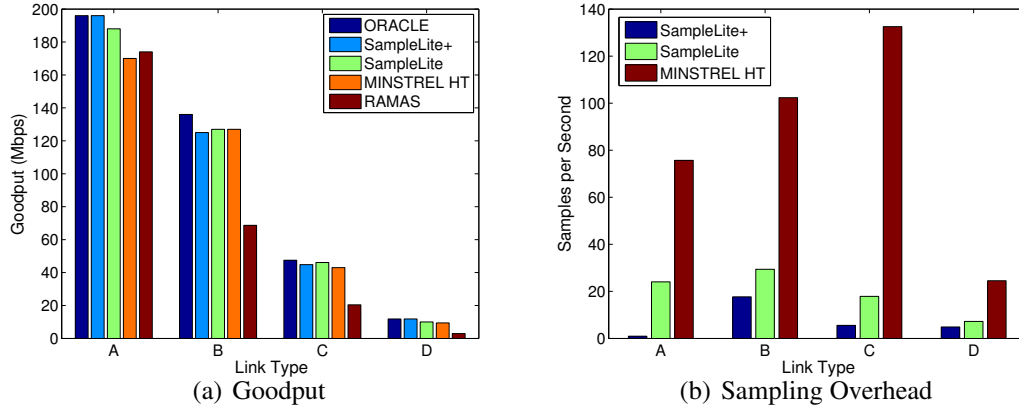 200
180
160
140
120
100
80
60
40
20
0
Goodput (Mbps)
ORACLE
SampleLite+
SampleLite
MINSTREL HT
RAMAS
A B C D
Link Type
(a) Goodput
140
120
100
80
60
40
20
0
Samples per Second
SampleLite+
SampleLite
MINSTREL HT
A B C D
Link Type
(b) Sampling Overhead